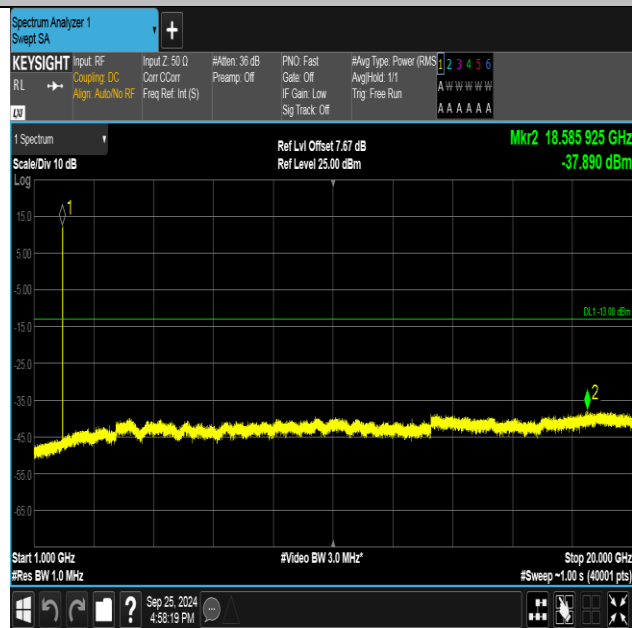 Spectrum Analyzer 1
Swept SA
+
KEYSIGHT
RL
LXI
Input: RF
Coupling: DC
Align: Auto/No RF
Input Z: 50 Ω
Corr CCorr
Freq Ref: Int (S)
#Atten: 36 dB
Preamp: Off
PNO: Fast
Gate: Off
IF Gain: Low
Sig Track: Off
#Avg Type: Power (RMS
Avg|Hold: 1/1
Trig: Free Run
1 2 3 4 5 6
A W W W W W
A A A A A A
1 Spectrum
Scale/Div 10 dB
Log
Ref Lvl Offset 7.67 dB
Ref Level 25.00 dBm
Mkr2 18.585 925 GHz
-37.890 dBm
15.0
5.00
-5.00
-15.0
-25.0
-35.0
-45.0
-55.0
-65.0
1
DL1 -13.00 dBm
2
Start 1.000 GHz
#Res BW 1.0 MHz
#Video BW 3.0 MHz*
Stop 20.000 GHz
#Sweep ~1.00 s (40001 pts)
?
Sep 25, 2024
4:58:19 PM